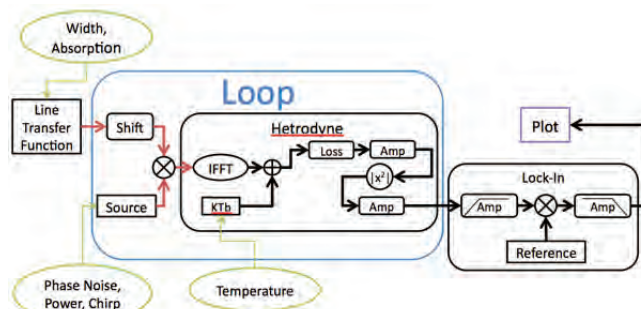 Width,
Absorption
Loop
Line
Transfer
Function
Shift
Hetrodyne
Plot
Loss
Amp
IFFT
|x²|
Lock-In
KTb
Amp
Amp
Amp
Source
Reference
Phase Noise,
Power, Chirp
Temperature